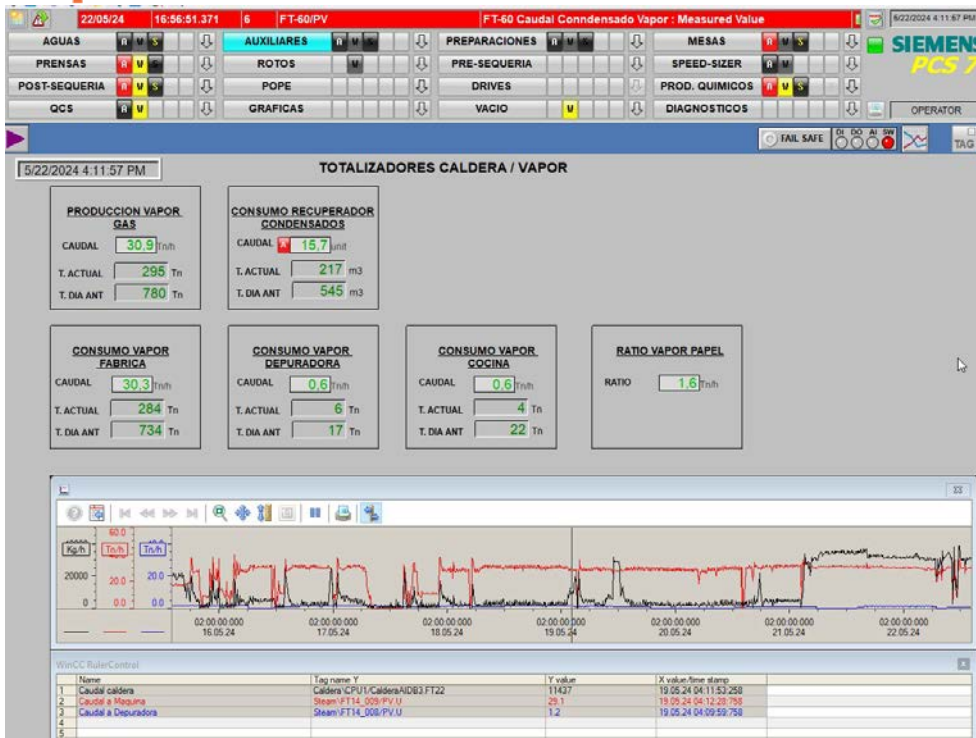 22/05/24 16:56:51.371 6 FT-60/PV FT-60 Caudal Conndensado Vapor : Measured Value 6/22/2024 4:11:57 PM
AGUAS A W S AUXILIARES A W S PREPARACIONES A W S MESAS A W S
SIEMENS
PRENSAS A W S ROTOS W PRE-SEQUERIA SPEED-SIZER A W
PCS 7
POST-SEQUERIA A W S POPE DRIVES PROD. QUIMICOS A W S
QCS A W GRAFICAS VACIO W DIAGNOSTICOS OPERATOR
FAIL SAFE DI DO AI SW TAG
5/22/2024 4:11:57 PM TOTALIZADORES CALDERA / VAPOR
PRODUCCION VAPOR
GAS
CAUDAL 30,9 Tn/h
T. ACTUAL 295 Tn
T. DIA ANT 780 Tn
CONSUMO RECUPERADOR
CONDENSADOS
CAUDAL A 15,7 unit
T. ACTUAL 217 m3
T. DIA ANT 545 m3
CONSUMO VAPOR
FABRICA
CAUDAL 30,3 Tn/h
T. ACTUAL 284 Tn
T. DIA ANT 734 Tn
CONSUMO VAPOR
DEPURADORA
CAUDAL 0,6 Tn/h
T. ACTUAL 6 Tn
T. DIA ANT 17 Tn
CONSUMO VAPOR
COCINA
CAUDAL 0,6 Tn/h
T. ACTUAL 4 Tn
T. DIA ANT 22 Tn
RATIO VAPOR PAPEL
RATIO 1,6 Tn/h
60.0
Kg/h Tn/h Tn/h
20000 20.0 20.0
0 0.0 0.0
02:00:00.000 02:00:00.000 02:00:00.000 02:00:00.000 02:00:00.000 02:00:00.000 02:00:00.000
16.05.24 17.05.24 18.05.24 19.05.24 20.05.24 21.05.24 22.05.24
WinCC RulerControl
Name Tag name Y Y value X value/time stamp
1 Caudal caldera Caldera\CPU1/CalderaAIDB3.FT22 11437 19.05.24 04:11:53:258
2 Caudal a Maquina Steam\FT14_009/PV.U 29.1 19.05.24 04:12:28:758
3 Caudal a Depuradora Steam\FT14_008/PV.U 1.2 19.05.24 04:09:59:758
4
5